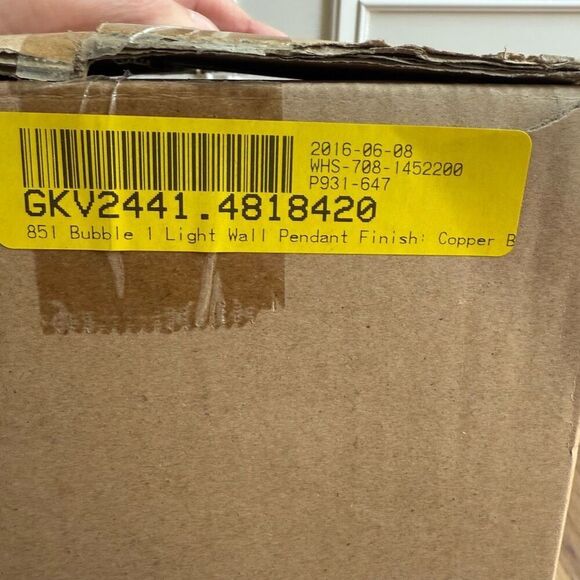 2016-06-08
WHS-708-1452200
P931-647
GKV2441.4818420
851 Bubble 1 Light Wall Pendant Finish: Copper B